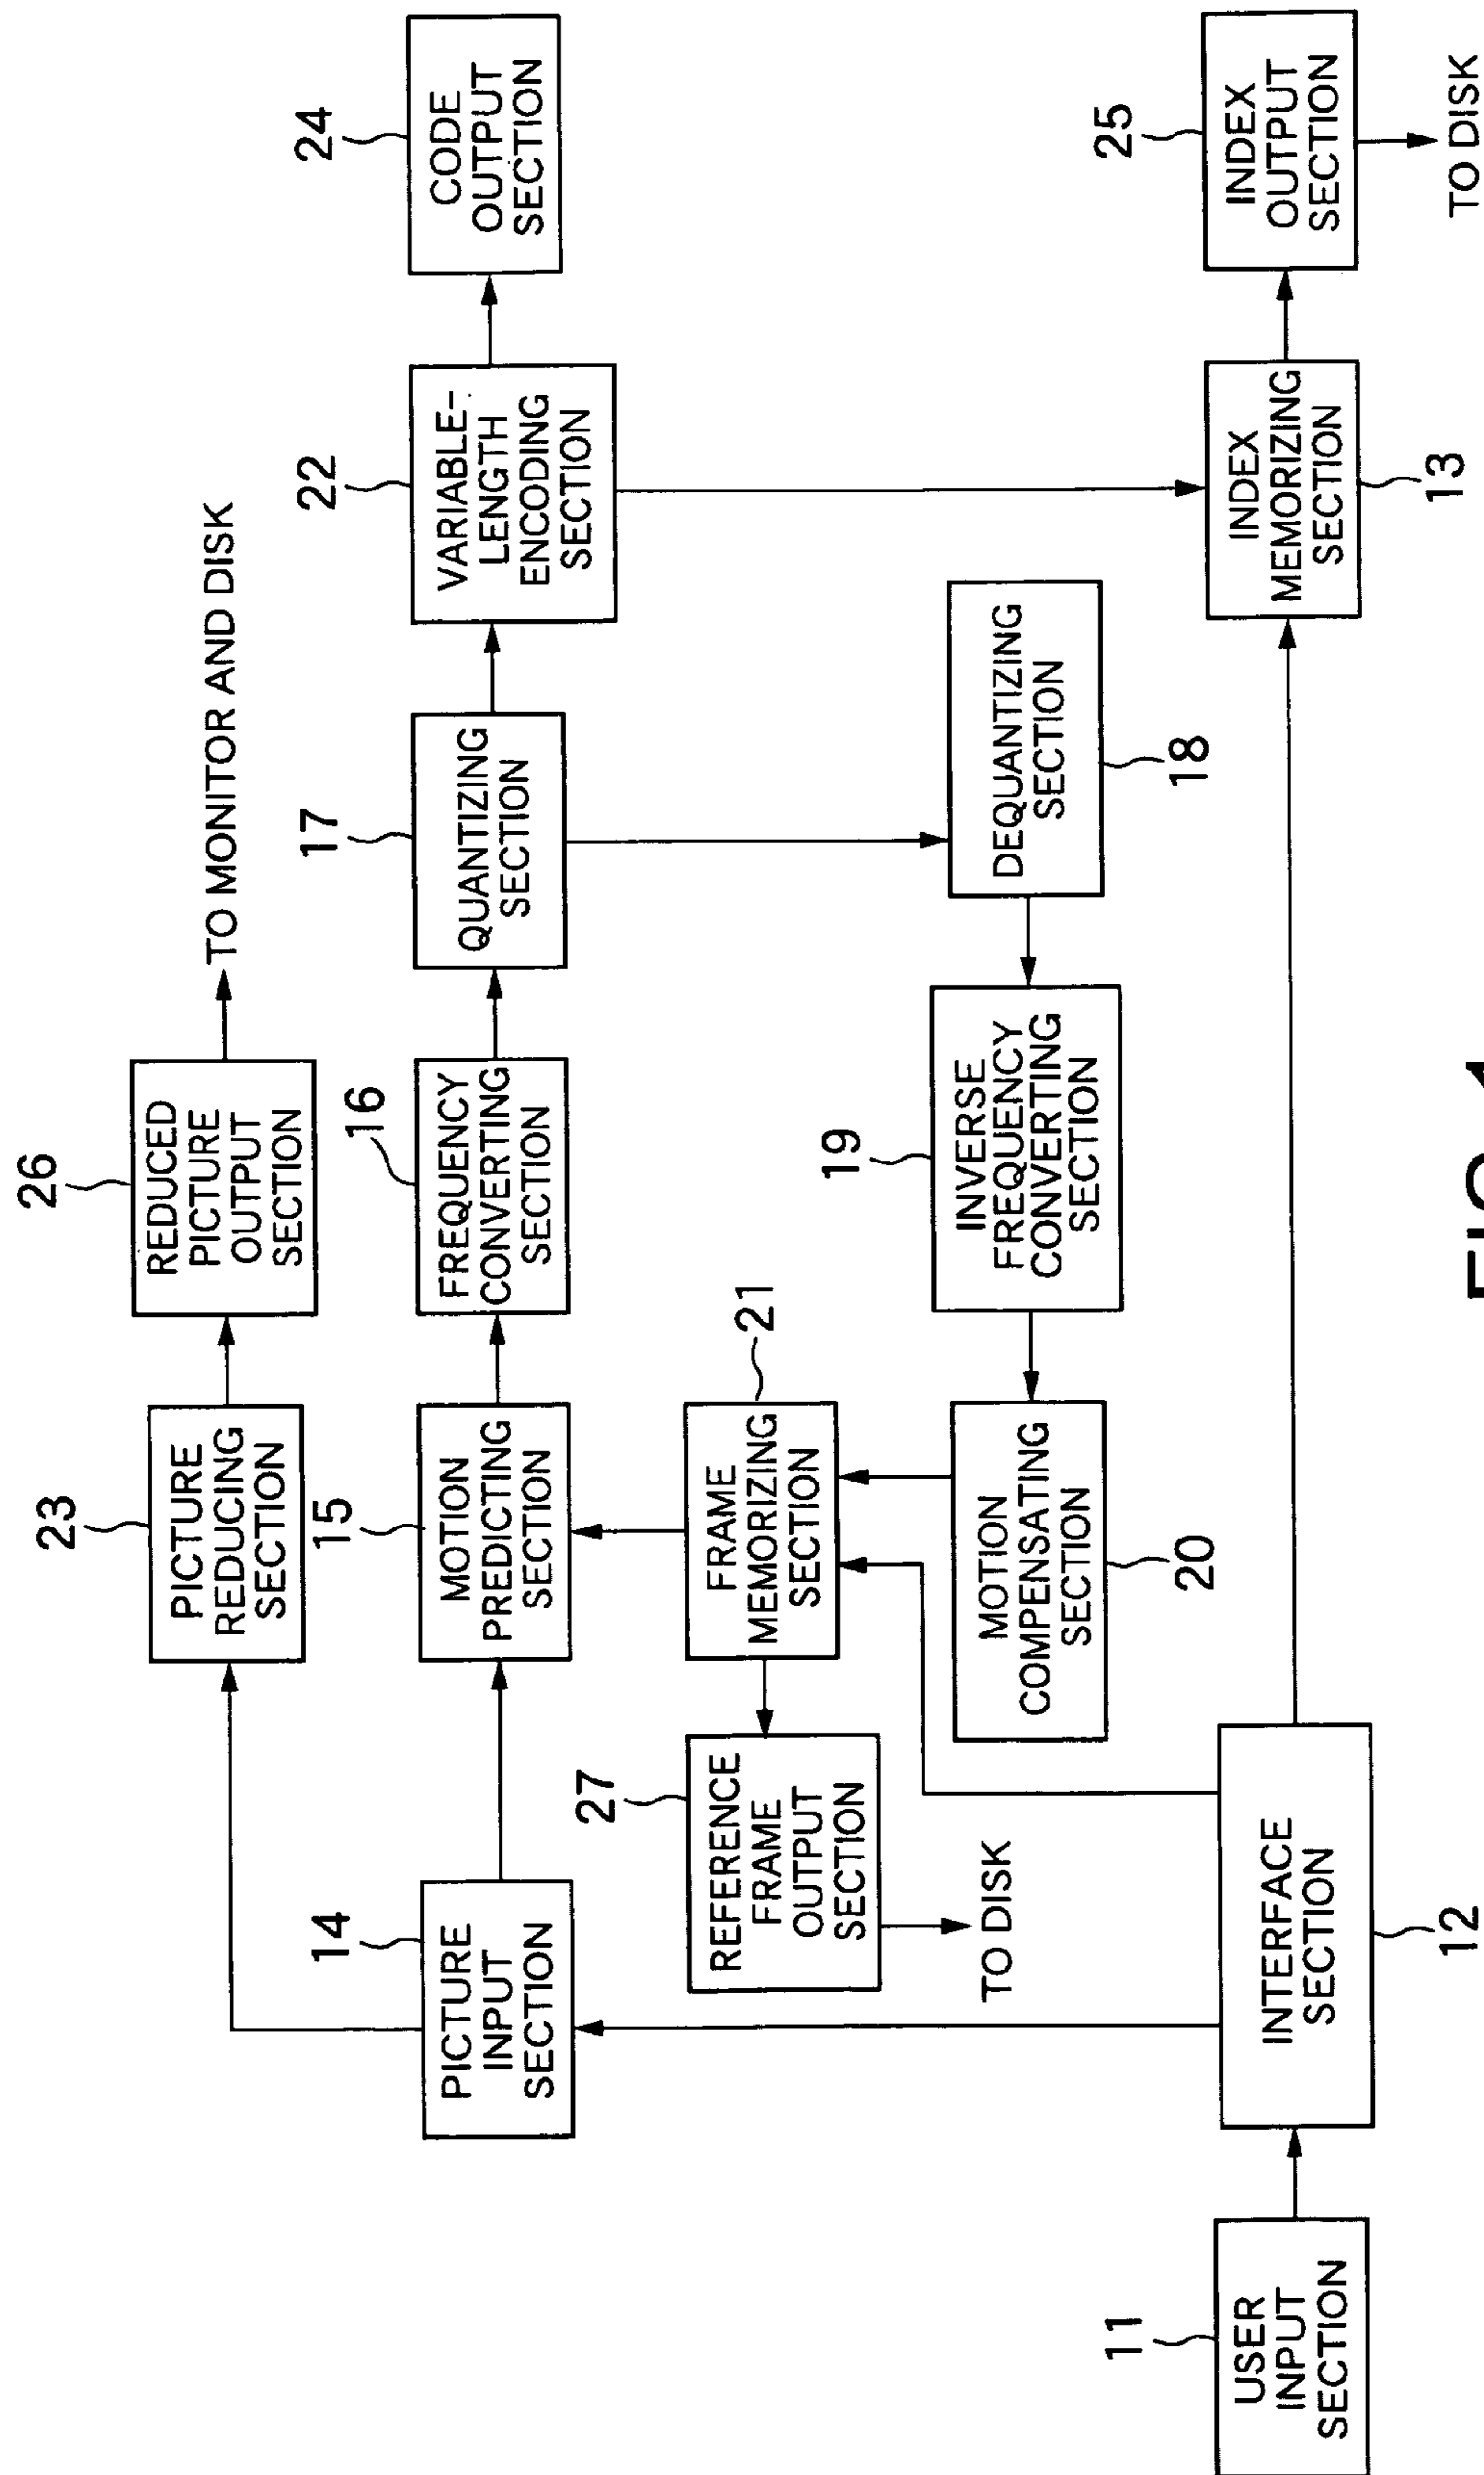 26
REDUCED
PICTURE
OUTPUT
SECTION
TO MONITOR AND DISK
23
PICTURE
REDUCING
SECTION
14
PICTURE
INPUT
SECTION
15
MOTION
PREDICTING
SECTION
16
FREQUENCY
CONVERTING
SECTION
17
QUANTIZING
SECTION
22
VARIABLE-
LENGTH
ENCODING
SECTION
24
CODE
OUTPUT
SECTION
27
REFERENCE
FRAME
OUTPUT
SECTION
TO DISK
21
FRAME
MEMORIZING
SECTION
20
MOTION
COMPENSATING
SECTION
19
INVERSE
FREQUENCY
CONVERTING
SECTION
DEQUANTIZING
SECTION
18
11
USER
INPUT
SECTION
INTERFACE
SECTION
12
INDEX
MEMORIZING
SECTION
13
25
INDEX
OUTPUT
SECTION
TO DISK